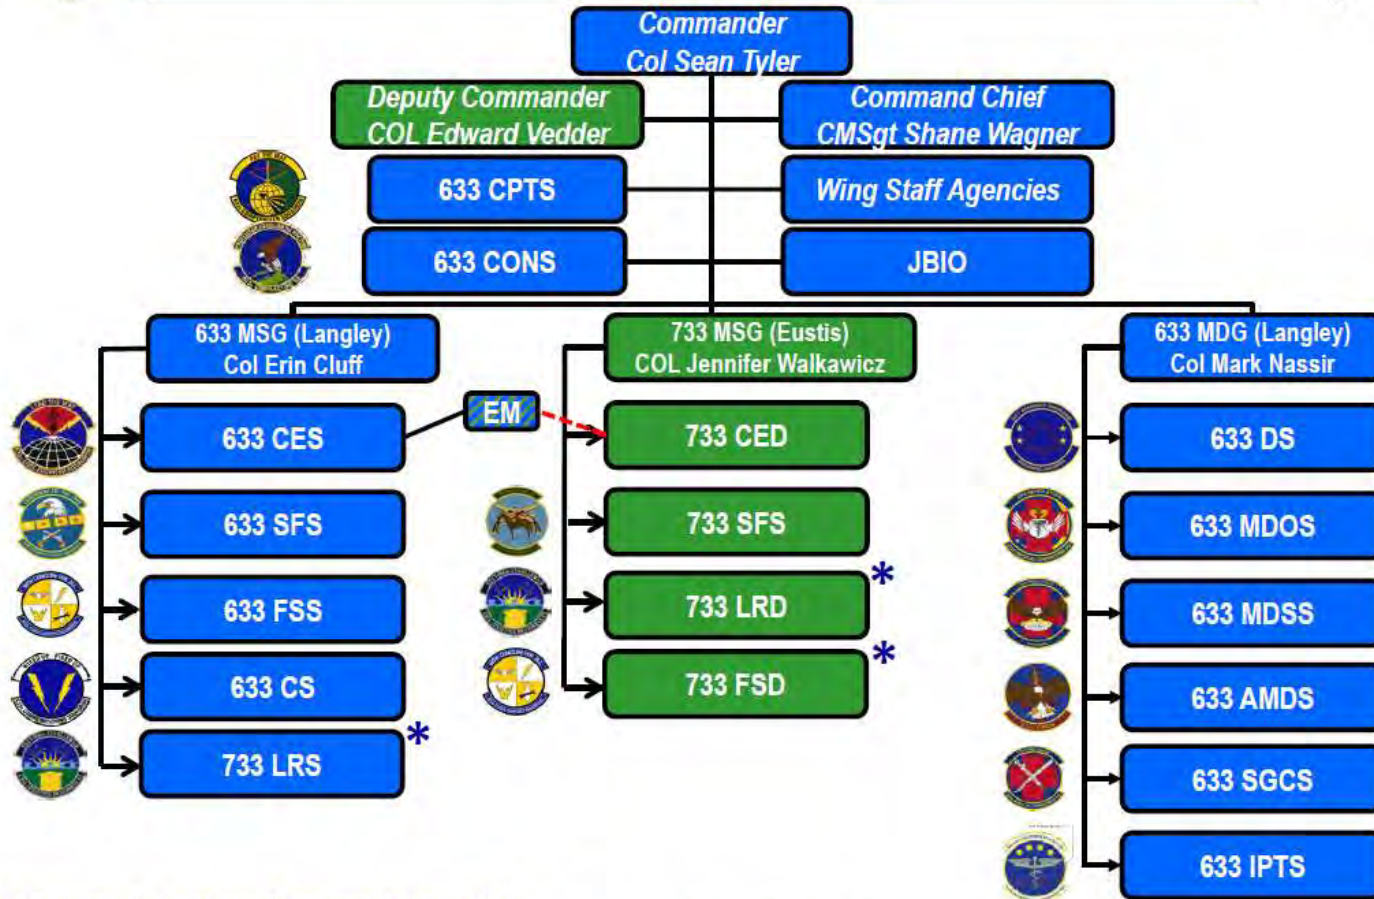 Commander
Col Sean Tyler
Deputy Commander
COL Edward Vedder
Command Chief
CMSgt Shane Wagner
633 CPTS
Wing Staff Agencies
633 CONS
JBIO
633 MSG (Langley)
Col Erin Cluff
733 MSG (Eustis)
COL Jennifer Walkawicz
633 MDG (Langley)
Col Mark Nassir
EM
633 CES
633 SFS
633 FSS
633 CS
733 LRS
*
733 CED
733 SFS
733 LRD
*
733 FSD
*
633 DS
633 MDOS
633 MDSS
633 AMDS
633 SGCS
633 IPTS